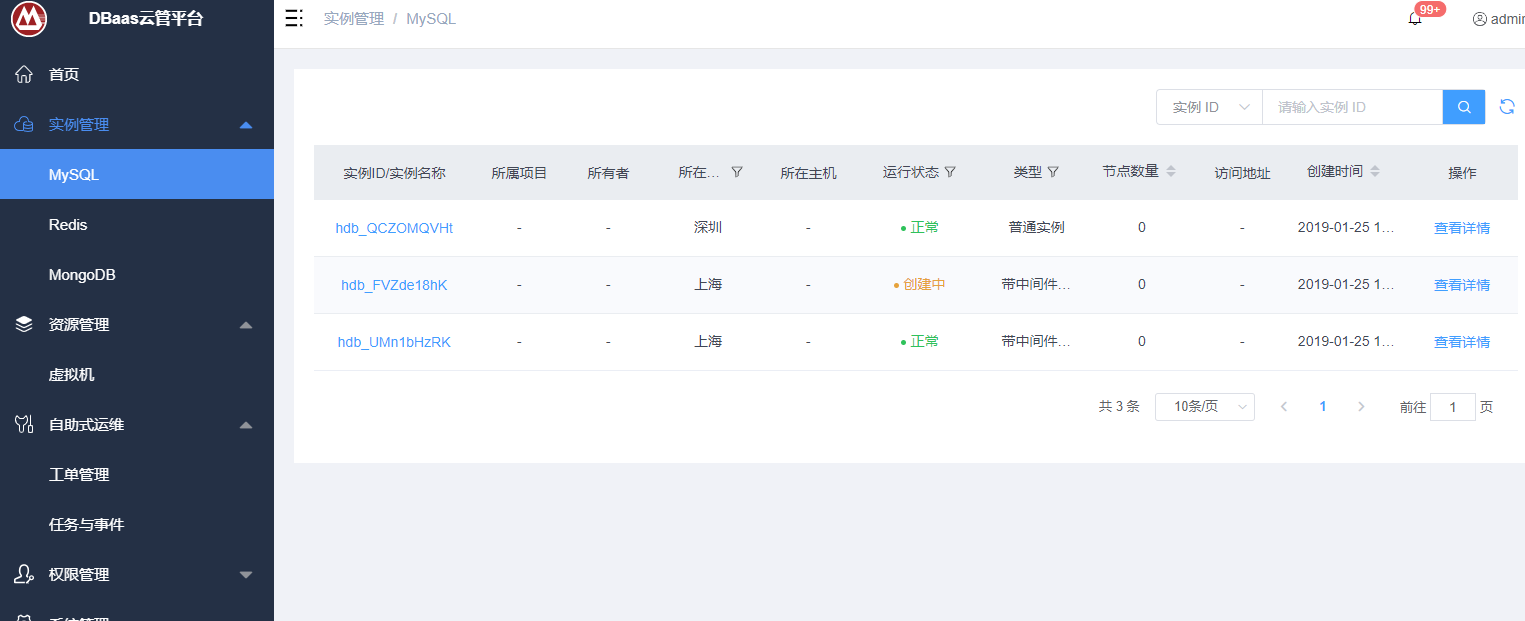 DBaas云管平台
实例管理 / MySQL
99+
admin
首页
实例管理
MySQL
Redis
MongoDB
资源管理
虚拟机
自助式运维
工单管理
任务与事件
权限管理
系统管理
实例 ID 请输入实例 ID
实例ID/实例名称 所属项目 所有者 所在... 所在主机 运行状态 类型 节点数量 访问地址 创建时间 操作
hdb_QCZOMQVHt - - 深圳 - 正常 普通实例 0 - 2019-01-25 1... 查看详情
hdb_FVZde18hK - - 上海 - 创建中 带中间件... 0 - 2019-01-25 1... 查看详情
hdb_UMn1bHzRK - - 上海 - 正常 带中间件... 0 - 2019-01-25 1... 查看详情
共 3 条 10条/页 1 前往 1 页